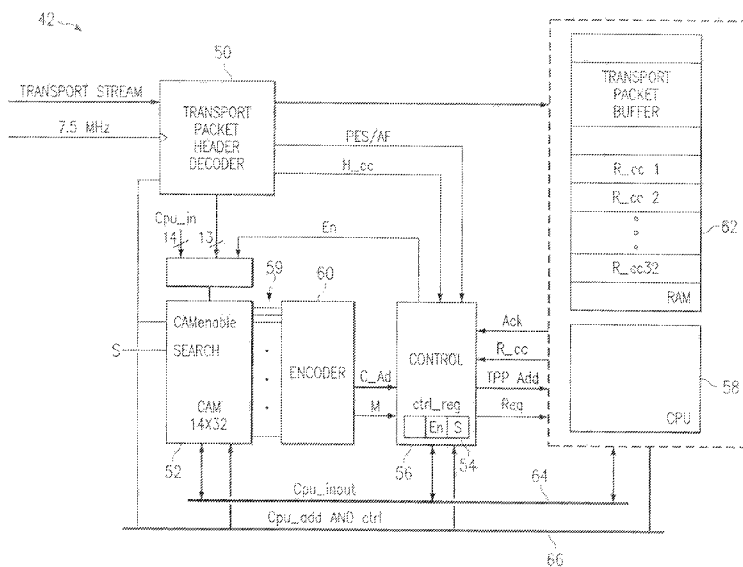 42
50
TRANSPORT STREAM
7.5 MHz
TRANSPORT
PACKET
HEADER
DECODER
PES/AF
H_cc
Cpu_in
14
13
En
59
60
CAMenable
S
SEARCH
CAM
14X32
52
ENCODER
C_Ad
M
CONTROL
ctrl_reg
En
S
56
54
Ack
R_cc
TPP Add
Req
TRANSPORT
PACKET
BUFFER
R_cc 1
R_cc 2
R_cc32
RAM
62
CPU
58
Cpu_inout
64
Cpu_add AND ctrl
66